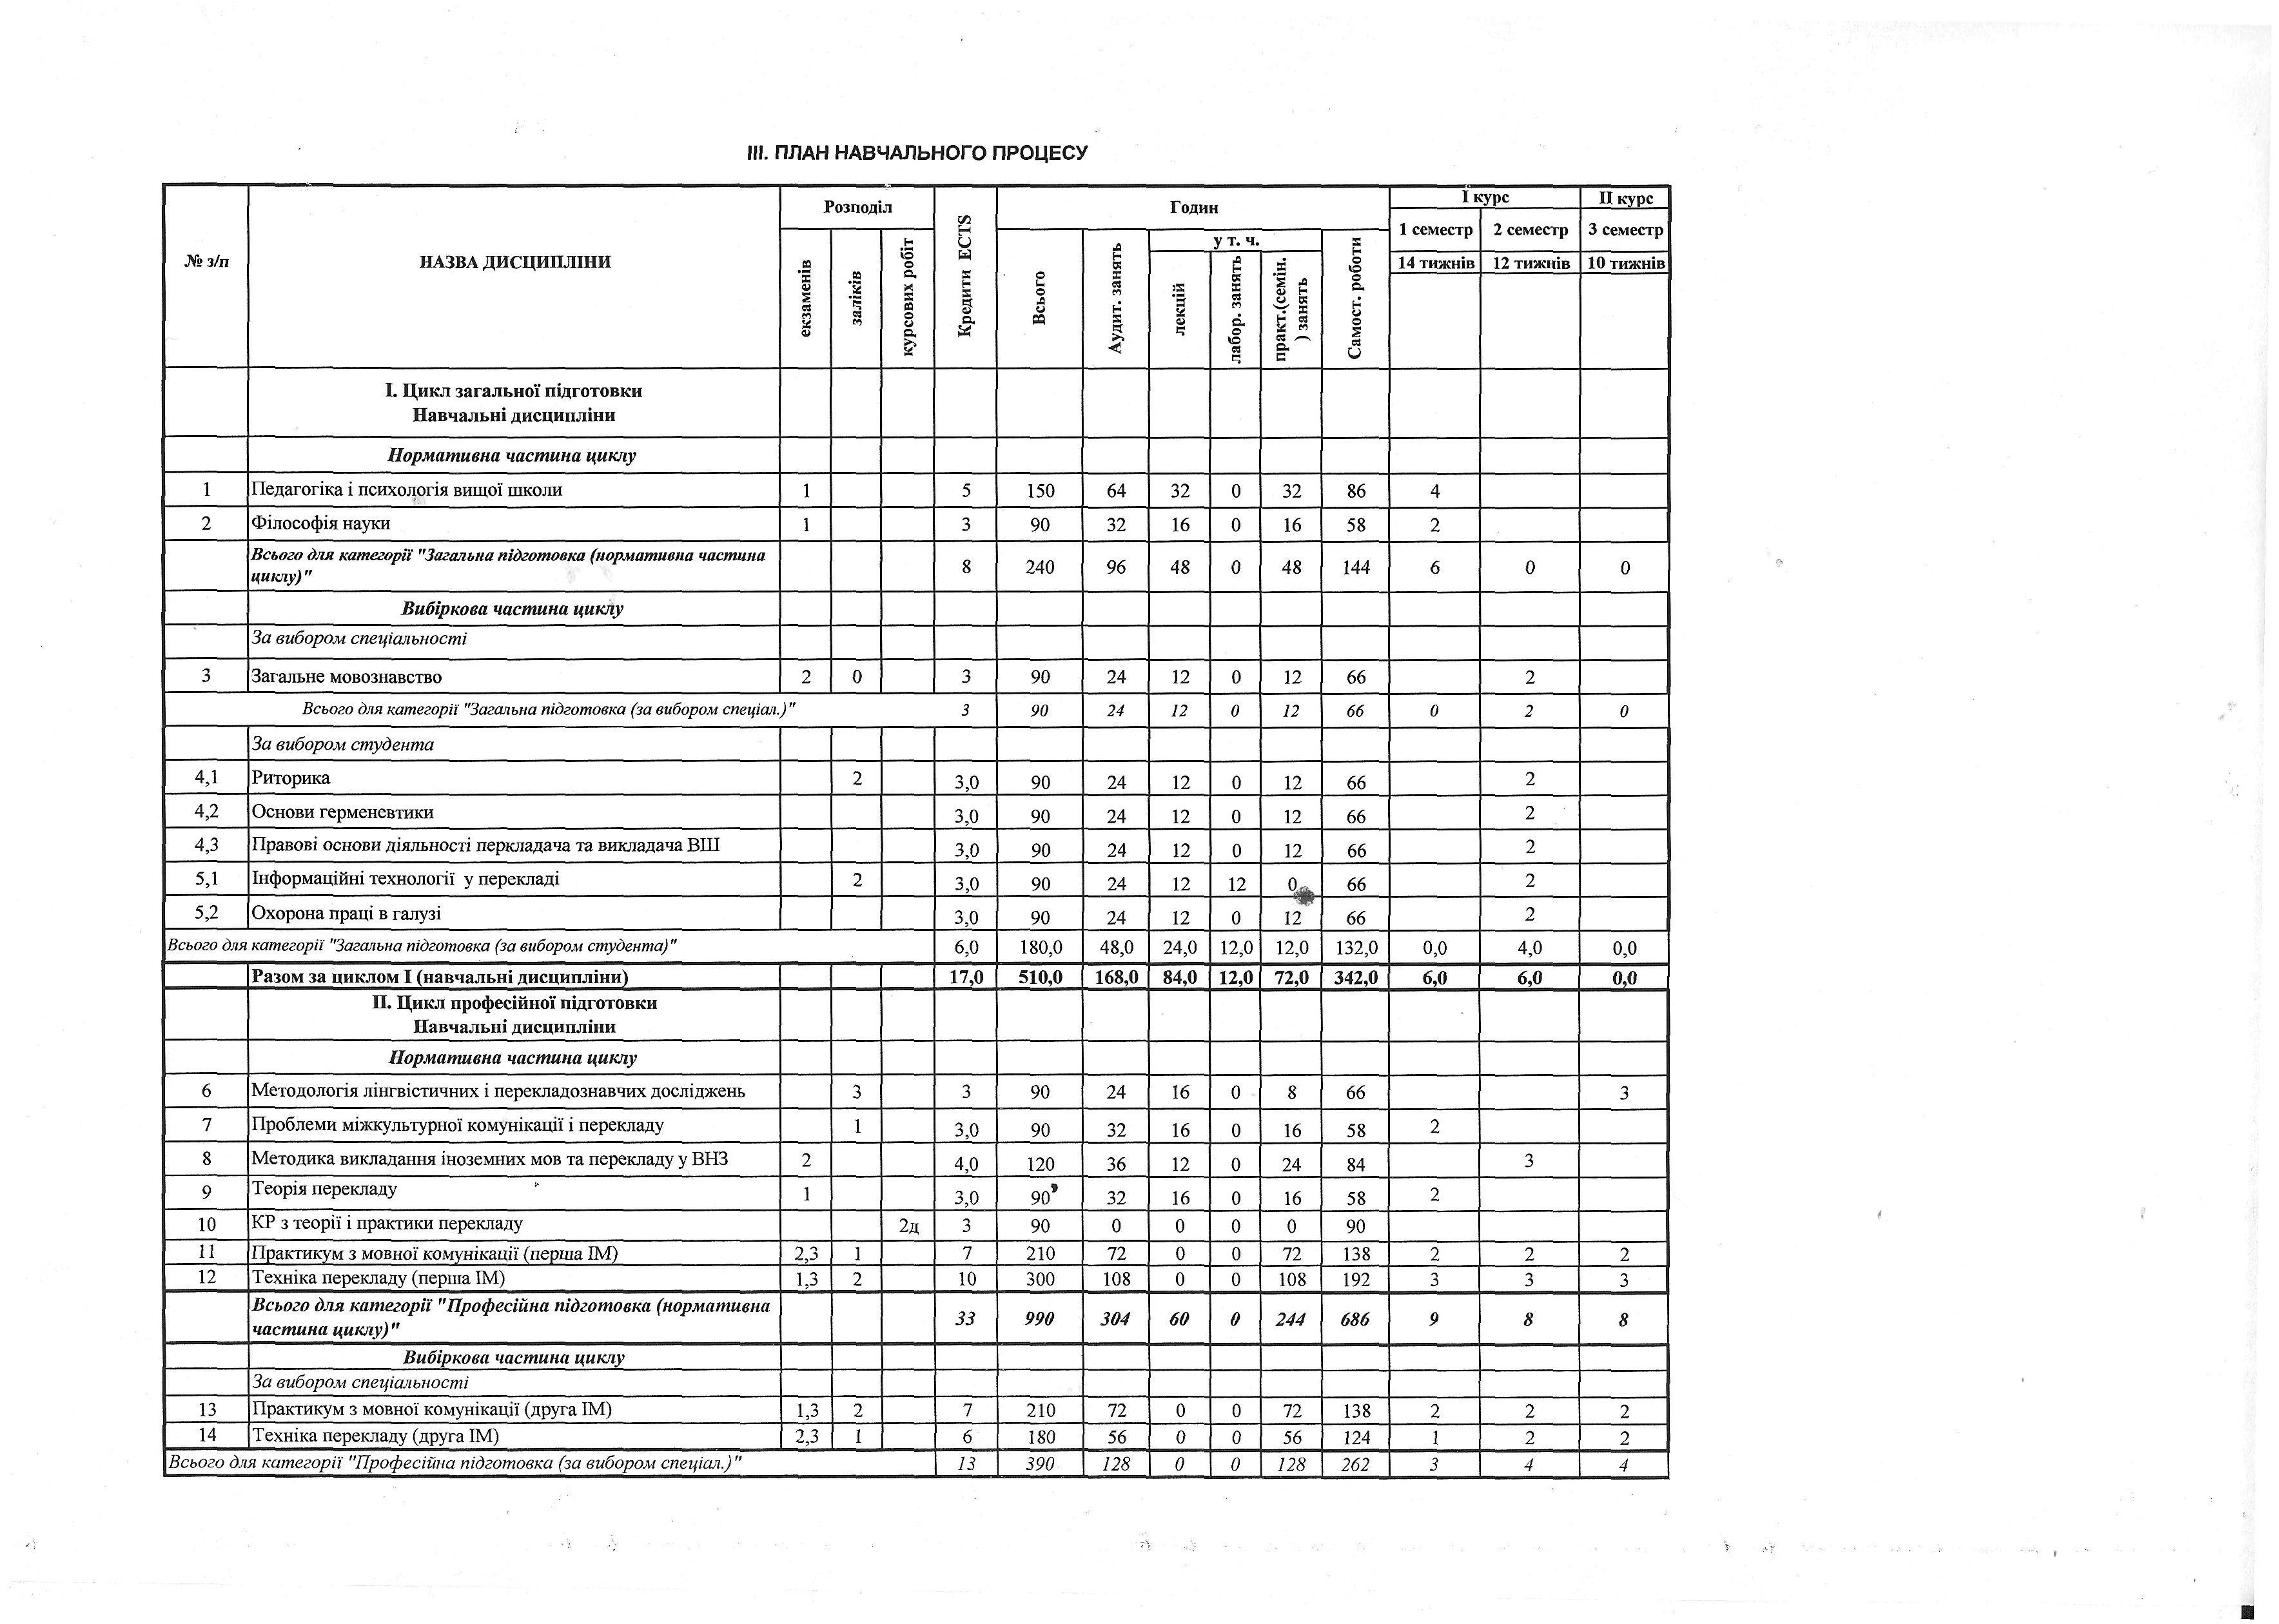 III. ПЛАН НАВЧАЛЬНОГО ПРОЦЕСУ
№ з/п НАЗВА ДИСЦИПЛІНИ Розподіл Кредити ECTS Годин І курс ІІ курс
екзаменів заліків курсових робіт Всього Аудит. занять у т. ч. Самост. роботи 1 семестр 2 семестр 3 семестр
лекцій лабор. занять практ.(семін.) занять 14 тижнів 12 тижнів 10 тижнів
І. Цикл загальної підготовки
Навчальні дисципліни
Нормативна частина циклу
1 Педагогіка і психологія вищої школи 1 5 150 64 32 0 32 86 4
2 Філософія науки 1 3 90 32 16 0 16 58 2
Всього для категорії "Загальна підготовка (нормативна частина
циклу)" 8 240 96 48 0 48 144 6 0 0
Вибіркова частина циклу
За вибором спеціальності
3 Загальне мовознавство 2 0 3 90 24 12 0 12 66 2
Всього для категорії "Загальна підготовка (за вибором спеціал.)" 3 90 24 12 0 12 66 0 2 0
За вибором студента
4,1 Риторика 2 3,0 90 24 12 0 12 66 2
4,2 Основи герменевтики 3,0 90 24 12 0 12 66 2
4,3 Правові основи діяльності перкладача та викладача ВШ 3,0 90 24 12 0 12 66 2
5,1 Інформаційні технології у перекладі 2 3,0 90 24 12 12 0 66 2
5,2 Охорона праці в галузі 3,0 90 24 12 0 12 66 2
Всього для категорії "Загальна підготовка (за вибором студента)" 6,0 180,0 48,0 24,0 12,0 12,0 132,0 0,0 4,0 0,0
Разом за циклом І (навчальні дисципліни) 17,0 510,0 168,0 84,0 12,0 72,0 342,0 6,0 6,0 0,0
ІІ. Цикл професійної підготовки
Навчальні дисципліни
Нормативна частина циклу
6 Методологія лінгвістичних і перекладознавчих досліджень 3 3 90 24 16 0 8 66 3
7 Проблеми міжкультурної комунікації і перекладу 1 3,0 90 32 16 0 16 58 2
8 Методика викладання іноземних мов та перекладу у ВНЗ 2 4,0 120 36 12 0 24 84 3
9 Теорія перекладу 1 3,0 90 32 16 0 16 58 2
10 КР з теорії і практики перекладу 2д 3 90 0 0 0 0 90
11 Практикум з мовної комунікації (перша ІМ) 2,3 1 7 210 72 0 0 72 138 2 2 2
12 Техніка перекладу (перша ІМ) 1,3 2 10 300 108 0 0 108 192 3 3 3
Всього для категорії "Професійна підготовка (нормативна
частина циклу)" 33 990 304 60 0 244 686 9 8 8
Вибіркова частина циклу
За вибором спеціальності
13 Практикум з мовної комунікації (друга ІМ) 1,3 2 7 210 72 0 0 72 138 2 2 2
14 Техніка перекладу (друга ІМ) 2,3 1 6 180 56 0 0 56 124 1 2 2
Всього для категорії "Професійна підготовка (за вибором спеціал.)" 13 390 128 0 0 128 262 3 4 4